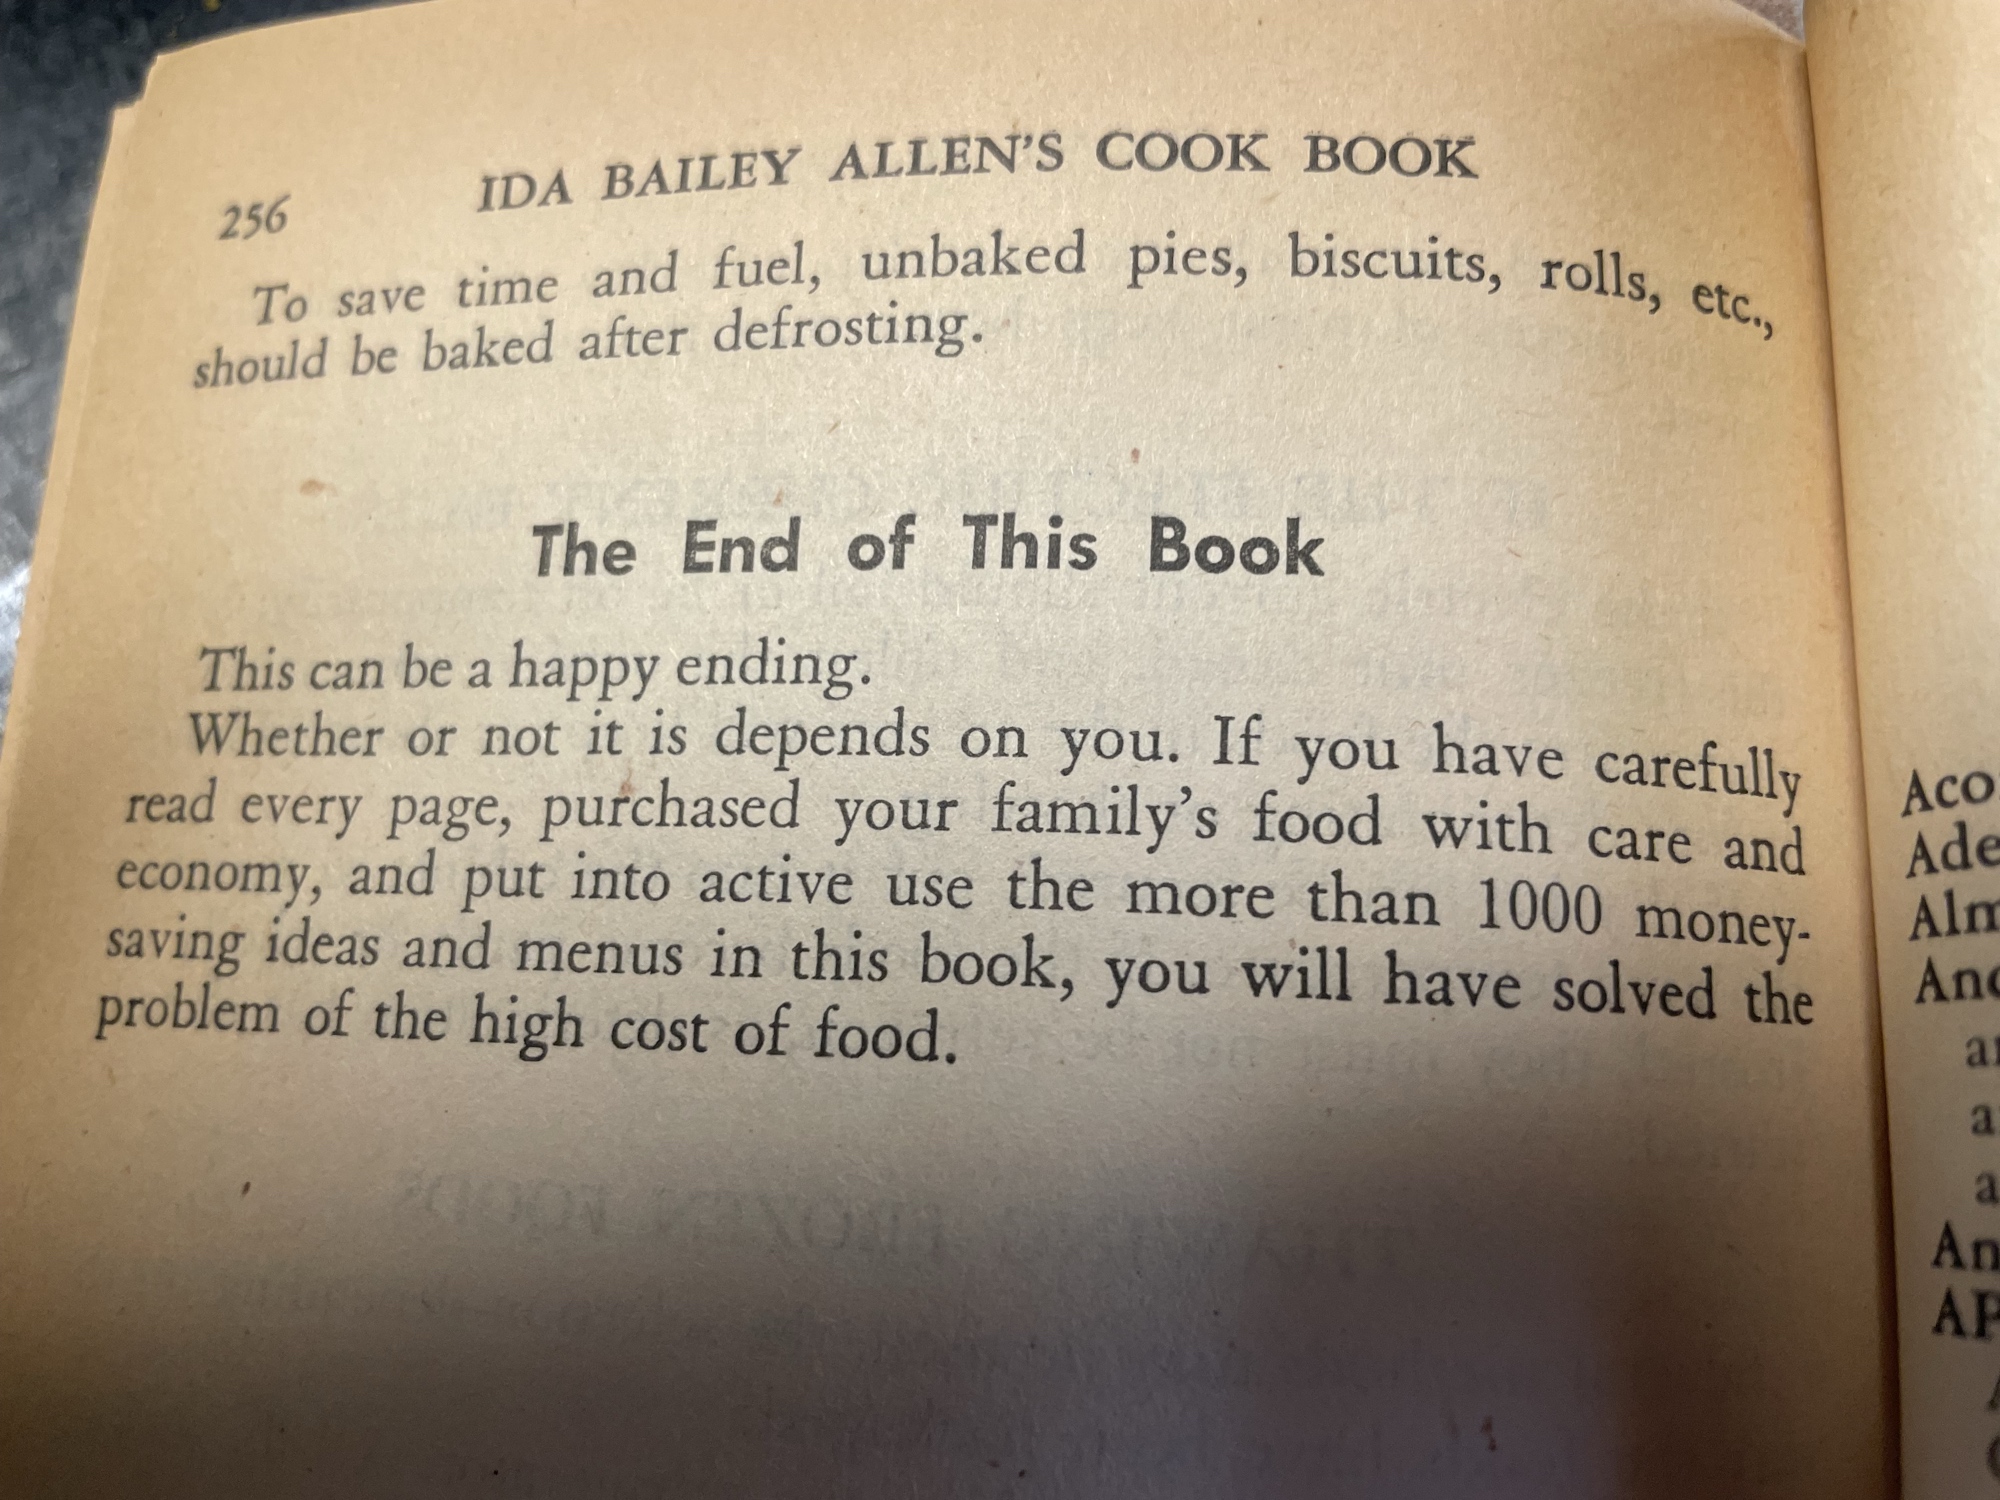 256 IDA BAILEY ALLEN'S COOK BOOK
To save time and fuel, unbaked pies, biscuits, rolls, etc.,
should be baked after defrosting.
The End of This Book
This can be a happy ending.
Whether or not it is depends on you. If you have carefully
read every page, purchased your family's food with care and
economy, and put into active use the more than 1000 money-
saving ideas and menus in this book, you will have solved the
problem of the high cost of food.